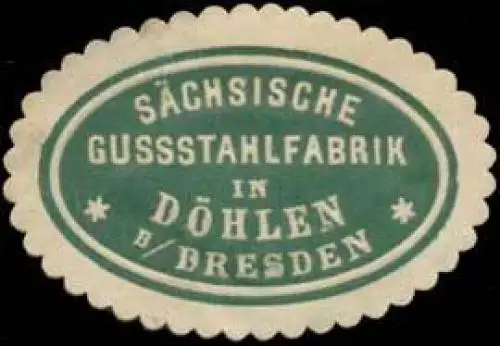 SÄCHSISCHE
GUSSSTAHLFABRIK
IN
DÖHLEN
B/DRESDEN